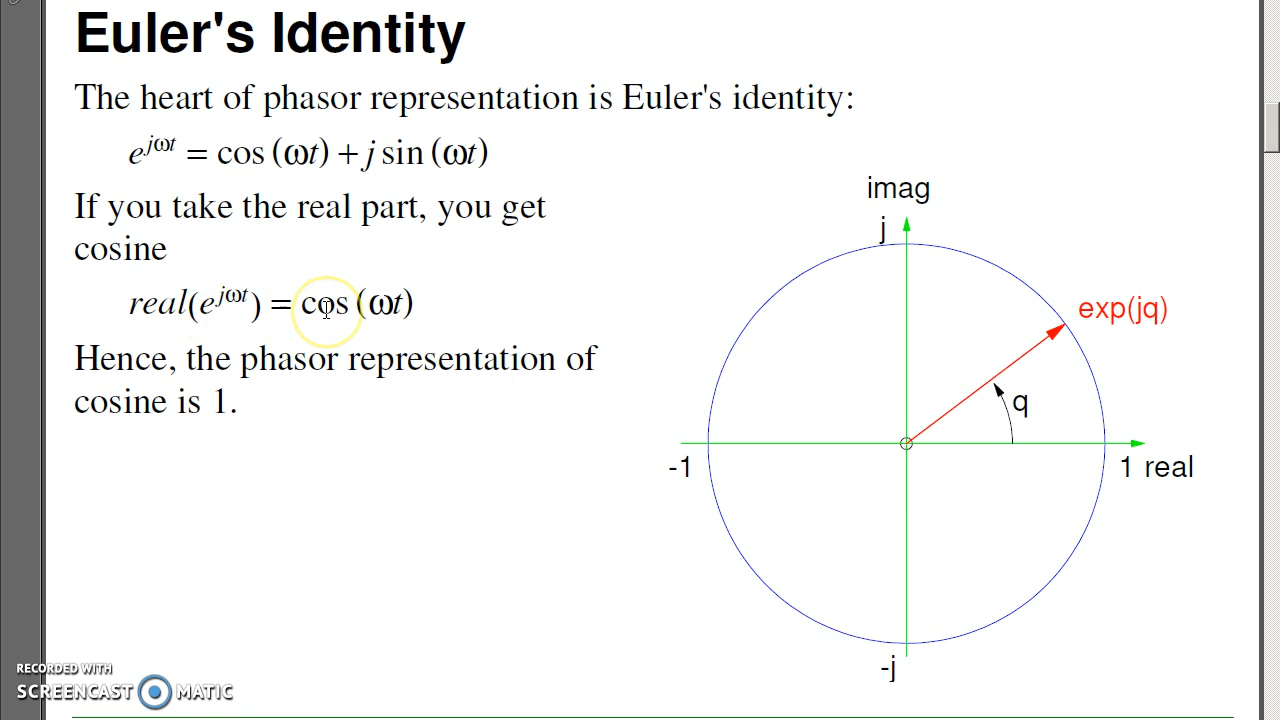 Euler's Identity
The heart of phasor representation is Euler's identity:
e^{jωt} = cos (ωt) + j sin (ωt)
If you take the real part, you get
cosine
real(e^{jωt}) = cos (ωt)
Hence, the phasor representation of
cosine is 1.
imag
j
exp(jq)
q
-1
1 real
-j
RECORDED WITH
SCREENCAST MATIC